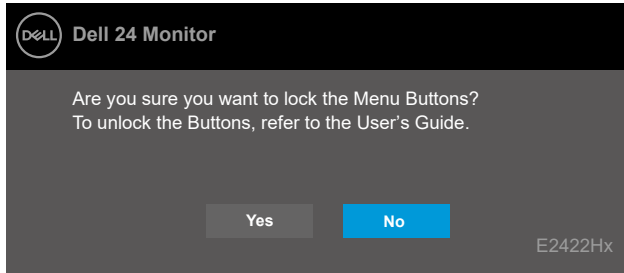 DELL Dell 24 Monitor
Are you sure you want to lock the Menu Buttons?
To unlock the Buttons, refer to the User’s Guide.
Yes No
E2422Hx